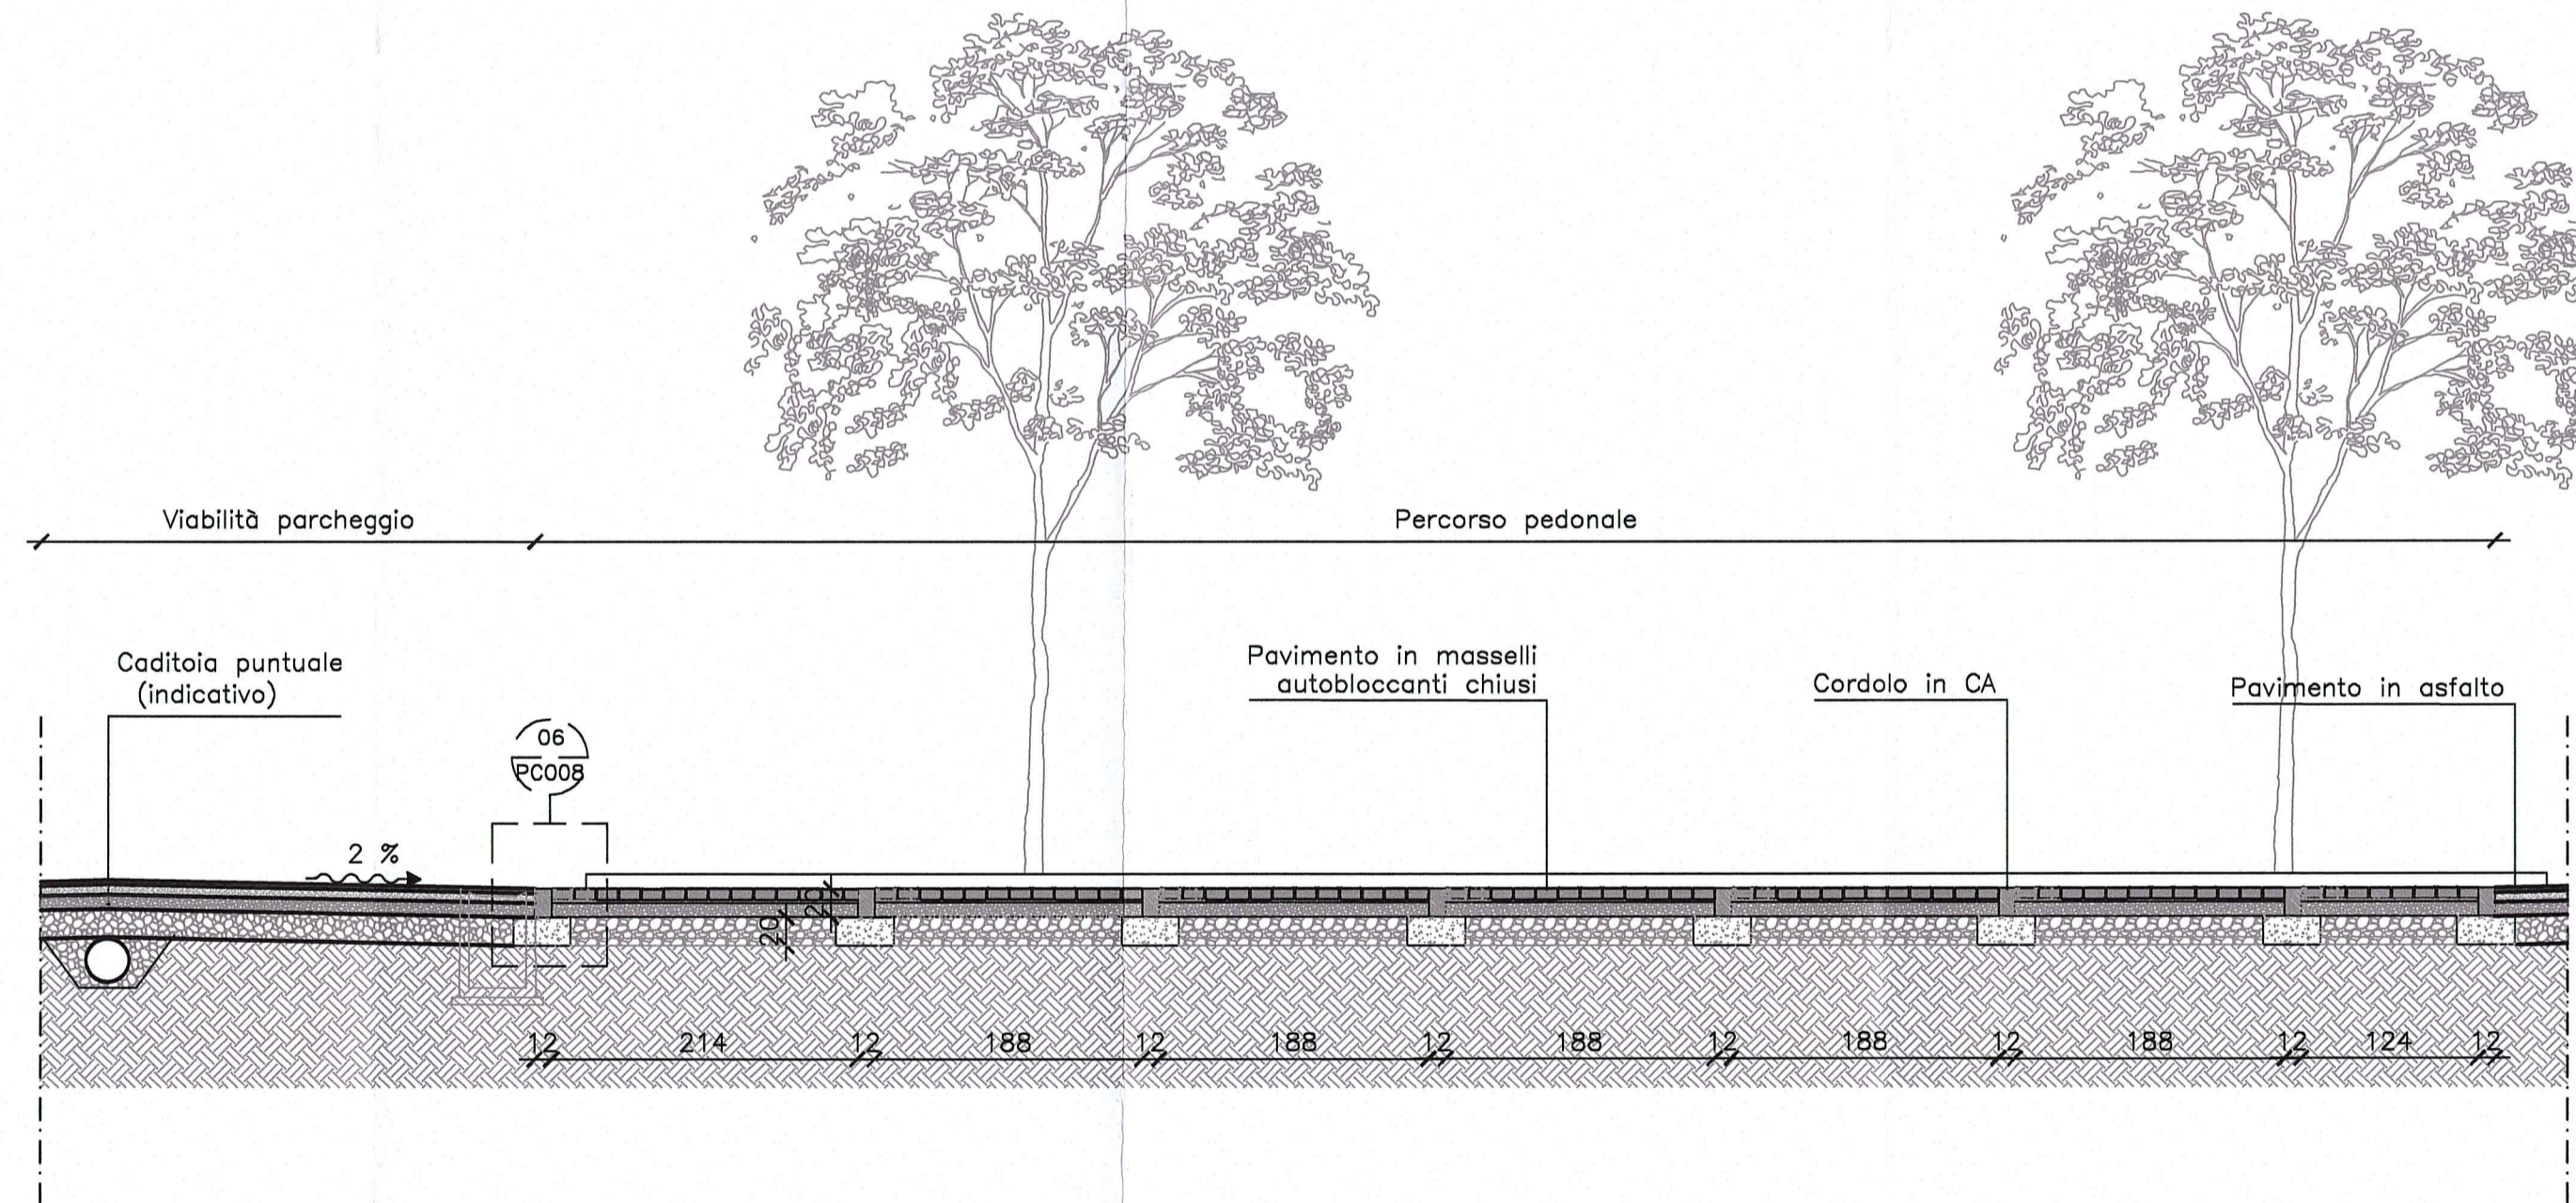 Viabilità parcheggio
Percorso pedonale
Caditoia puntuale
(indicativo)
Pavimento in masselli
autobloccanti chiusi
Cordolo in CA
Pavimento in asfalto
06
PC008
2 %
20
20
12 214 12 188 12 188 12 188 12 188 12 188 12 124 12